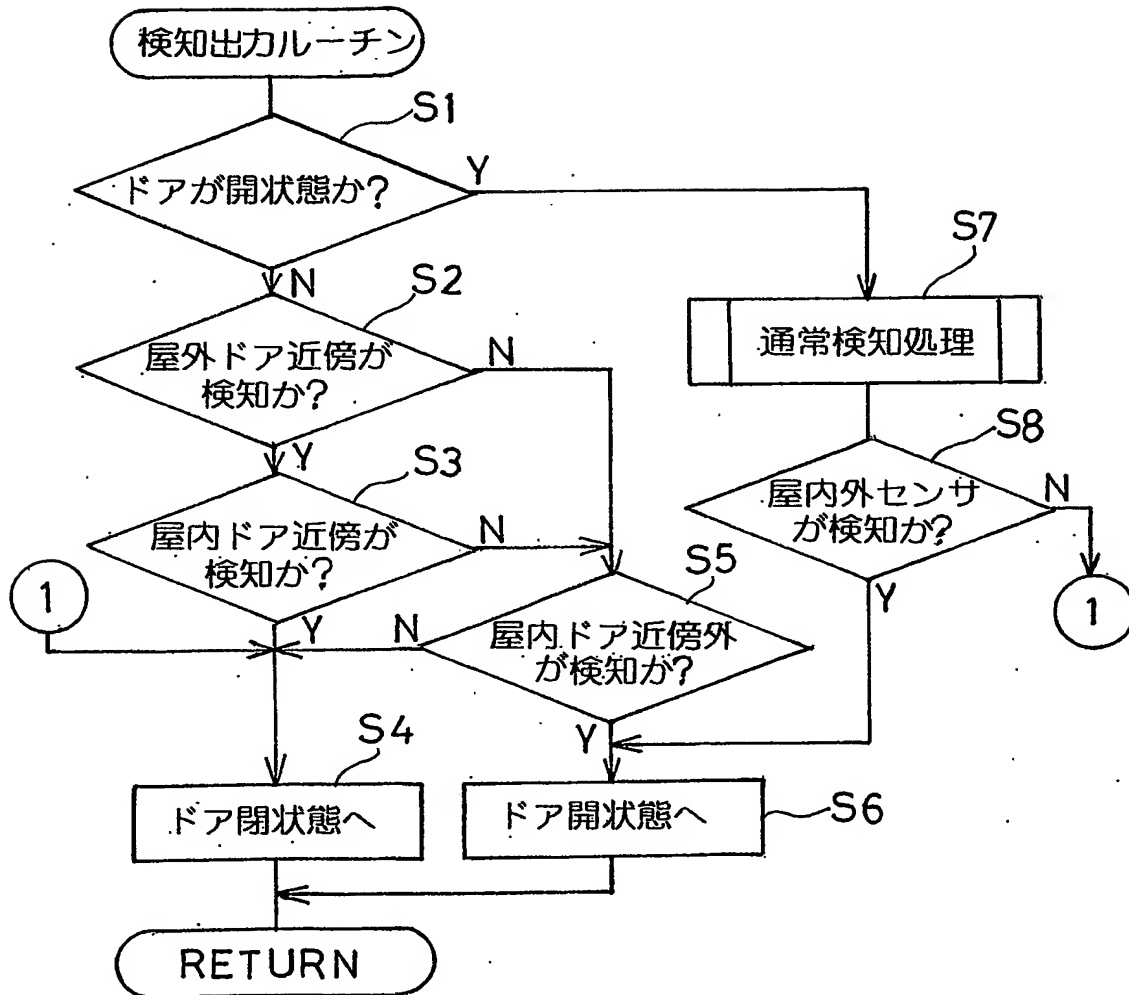 検知出力ルーチン
S1
ドアが開状態か?
Y
N
S2
屋外ドア近傍が
検知か?
N
Y
S7
通常検知処理
S3
屋内ドア近傍が
検知か?
N
Y
S8
屋内外センサ
が検知か?
N
Y
1
1
S5
屋内ドア近傍外
が検知か?
N
Y
S4
ドア閉状態へ
ドア開状態へ
S6
RETURN